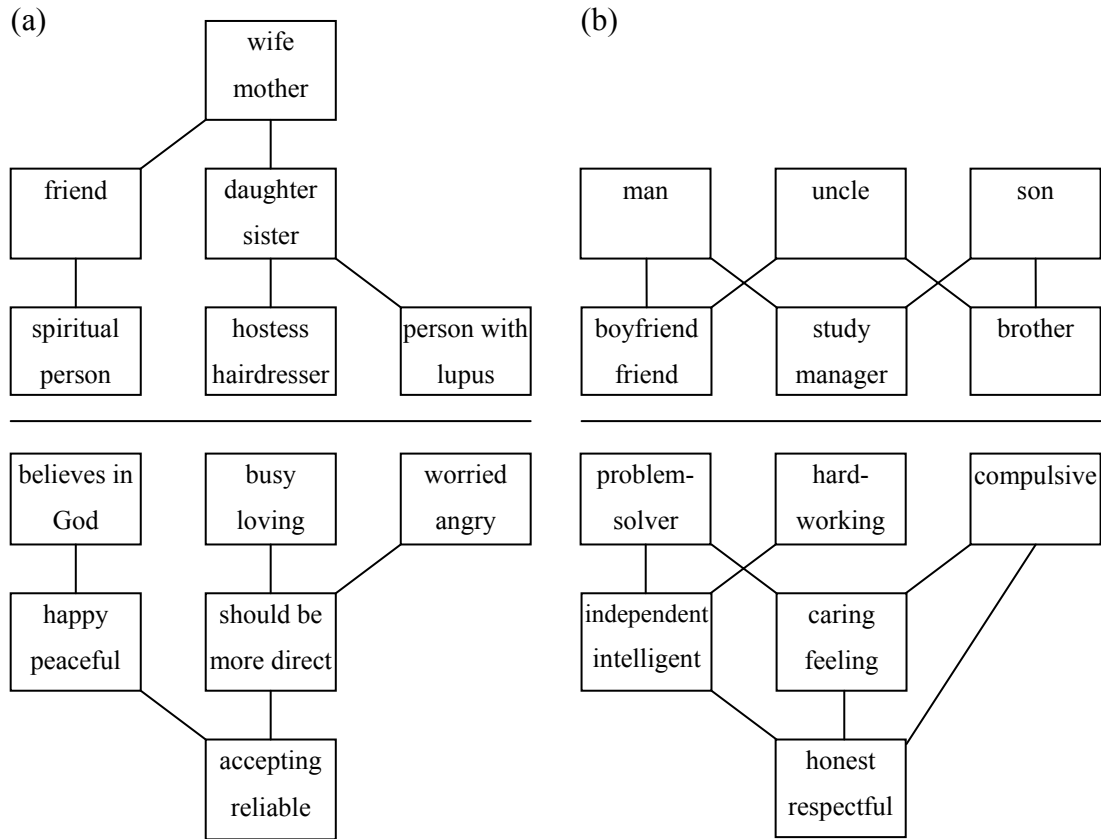 (a)
wife
mother
friend
daughter
sister
spiritual
person
hostess
hairdresser
person with
lupus
believes in
God
busy
loving
worried
angry
happy
peaceful
should be
more direct
accepting
reliable
(b)
man
uncle
son
boyfriend
friend
study
manager
brother
problem-
solver
hard-
working
compulsive
independent
intelligent
caring
feeling
honest
respectful